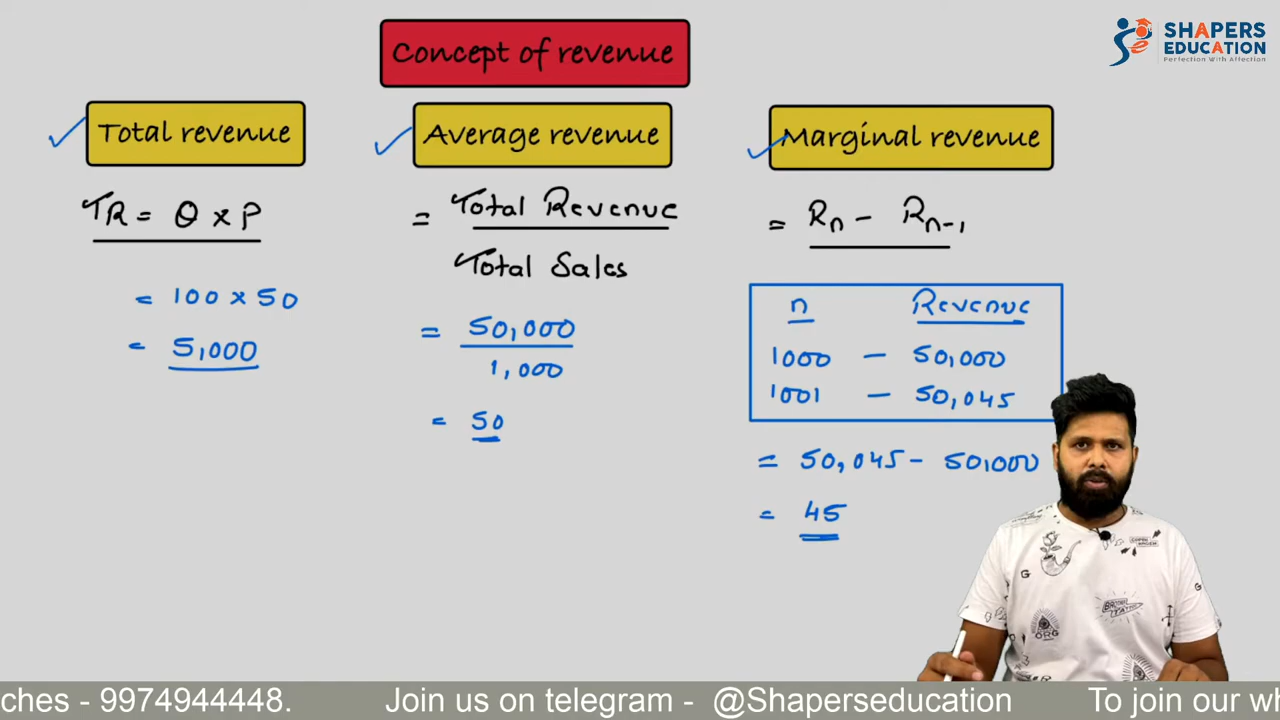 Concept of revenue
SHAPERS
EDUCATION
Perfection With Affection
Total revenue
TR = Q x P
= 100 x 50
= 5,000
Average revenue
= Total Revenue
Total Sales
= 50,000
1,000
= 50
Marginal revenue
= Rn - Rn-1
n Revenue
1000 - 50,000
1001 - 50,045
= 50,045 - 50,000
= 45
ches - 9974944448. Join us on telegram - @Shaperseducation To join our wh